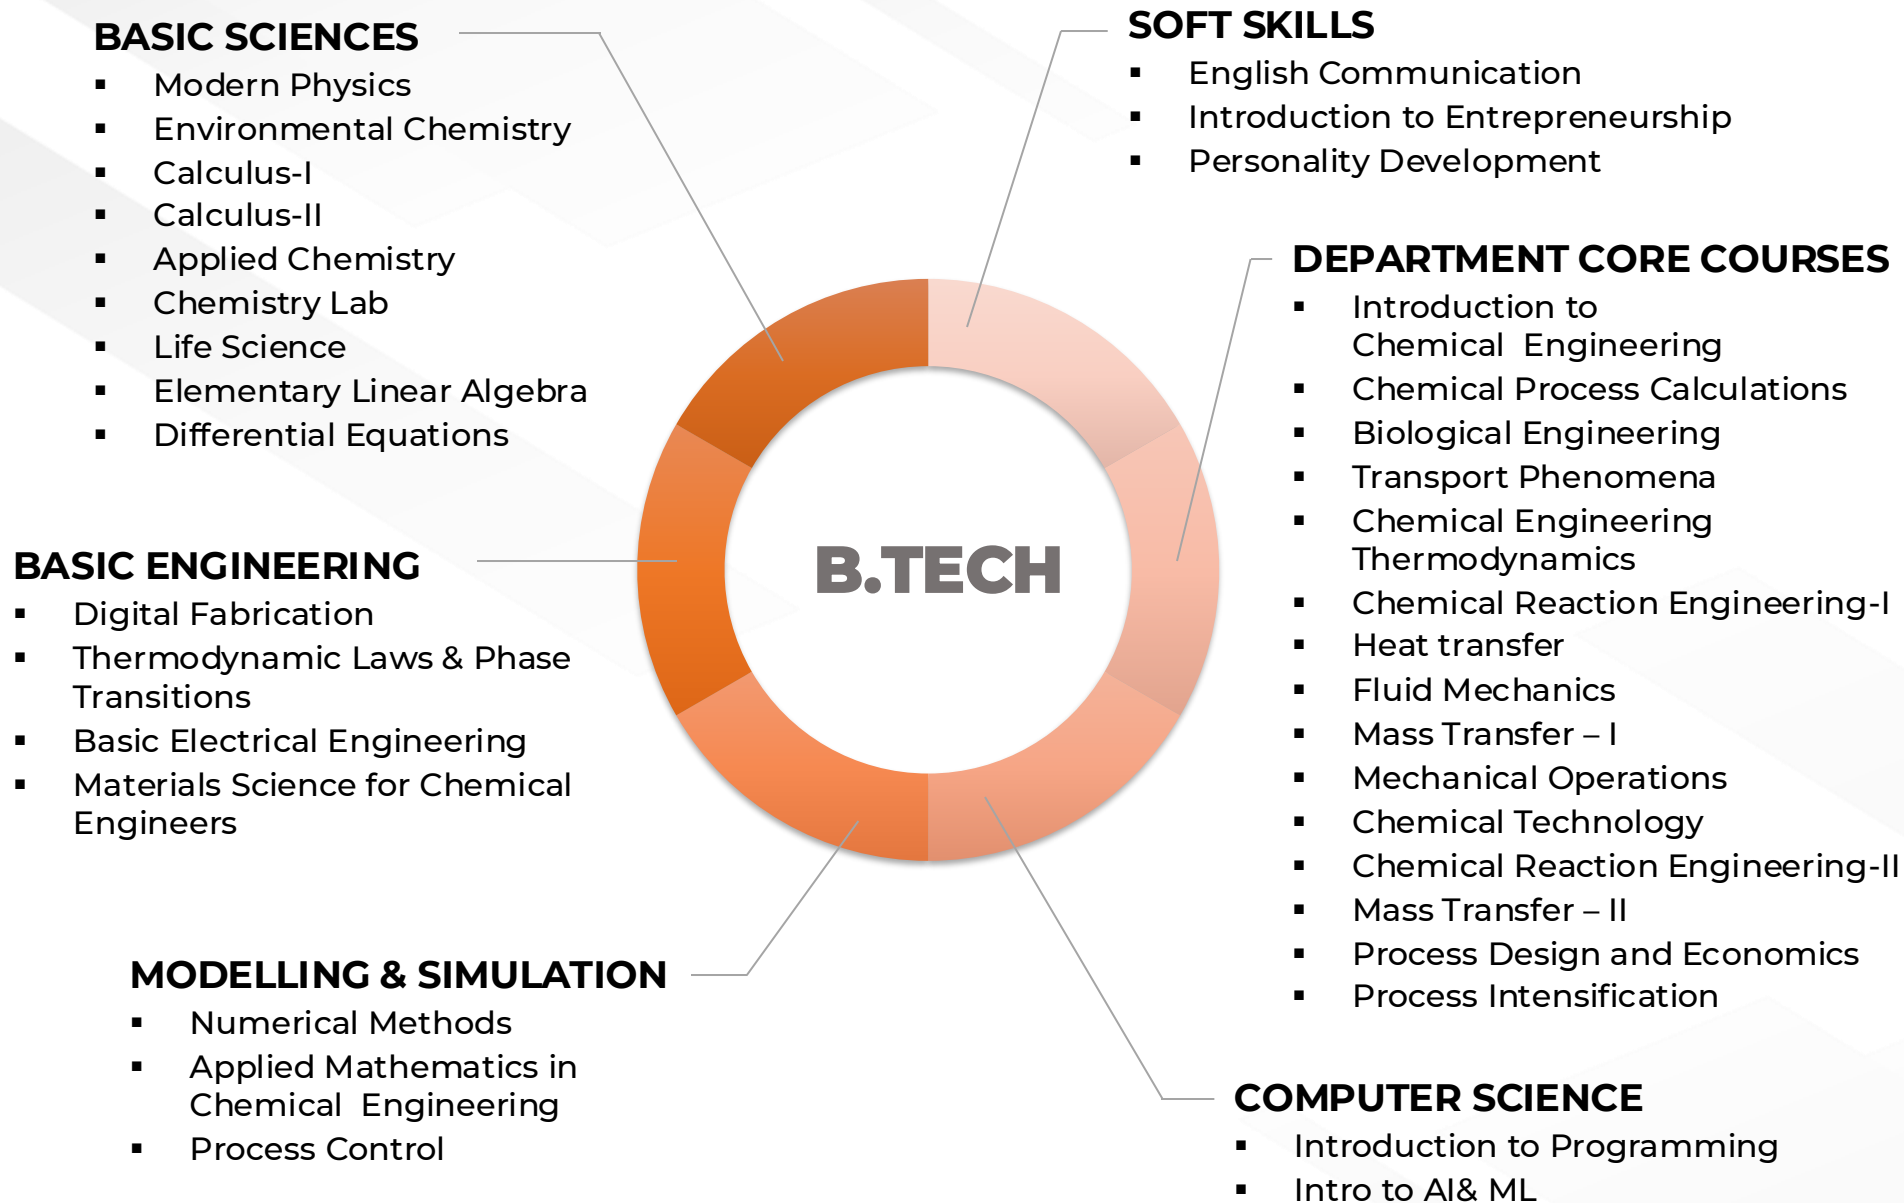 BASIC SCIENCES
▪ Modern Physics
▪ Environmental Chemistry
▪ Calculus-I
▪ Calculus-II
▪ Applied Chemistry
▪ Chemistry Lab
▪ Life Science
▪ Elementary Linear Algebra
▪ Differential Equations
BASIC ENGINEERING
▪ Digital Fabrication
▪ Thermodynamic Laws & Phase
Transitions
▪ Basic Electrical Engineering
▪ Materials Science for Chemical
Engineers
MODELLING & SIMULATION
▪ Numerical Methods
▪ Applied Mathematics in
Chemical  Engineering
▪ Process Control
B.TECH
SOFT SKILLS
▪ English Communication
▪ Introduction to Entrepreneurship
▪ Personality Development
DEPARTMENT CORE COURSES
▪ Introduction to
Chemical  Engineering
▪ Chemical Process Calculations
▪ Biological Engineering
▪ Transport Phenomena
▪ Chemical Engineering
Thermodynamics
▪ Chemical Reaction Engineering-I
▪ Heat transfer
▪ Fluid Mechanics
▪ Mass Transfer – I
▪ Mechanical Operations
▪ Chemical Technology
▪ Chemical Reaction Engineering-II
▪ Mass Transfer – II
▪ Process Design and Economics
▪ Process Intensification
COMPUTER SCIENCE
▪ Introduction to Programming
▪ Intro to AI& ML